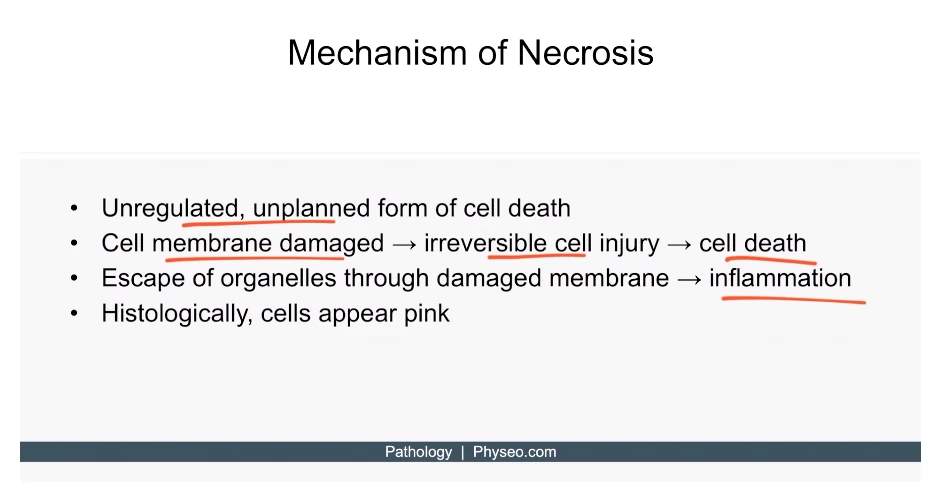 Mechanism of Necrosis
• Unregulated, unplanned form of cell death
• Cell membrane damaged → irreversible cell injury → cell death
• Escape of organelles through damaged membrane → inflammation
• Histologically, cells appear pink
Pathology | Physeo.com